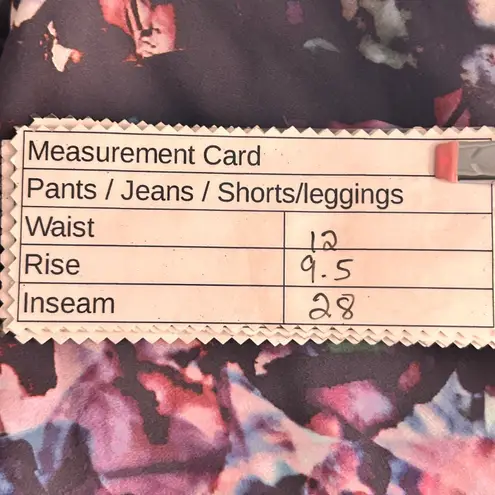 Measurement Card
Pants / Jeans / Shorts/leggings
Waist 12
Rise 9.5
Inseam 28